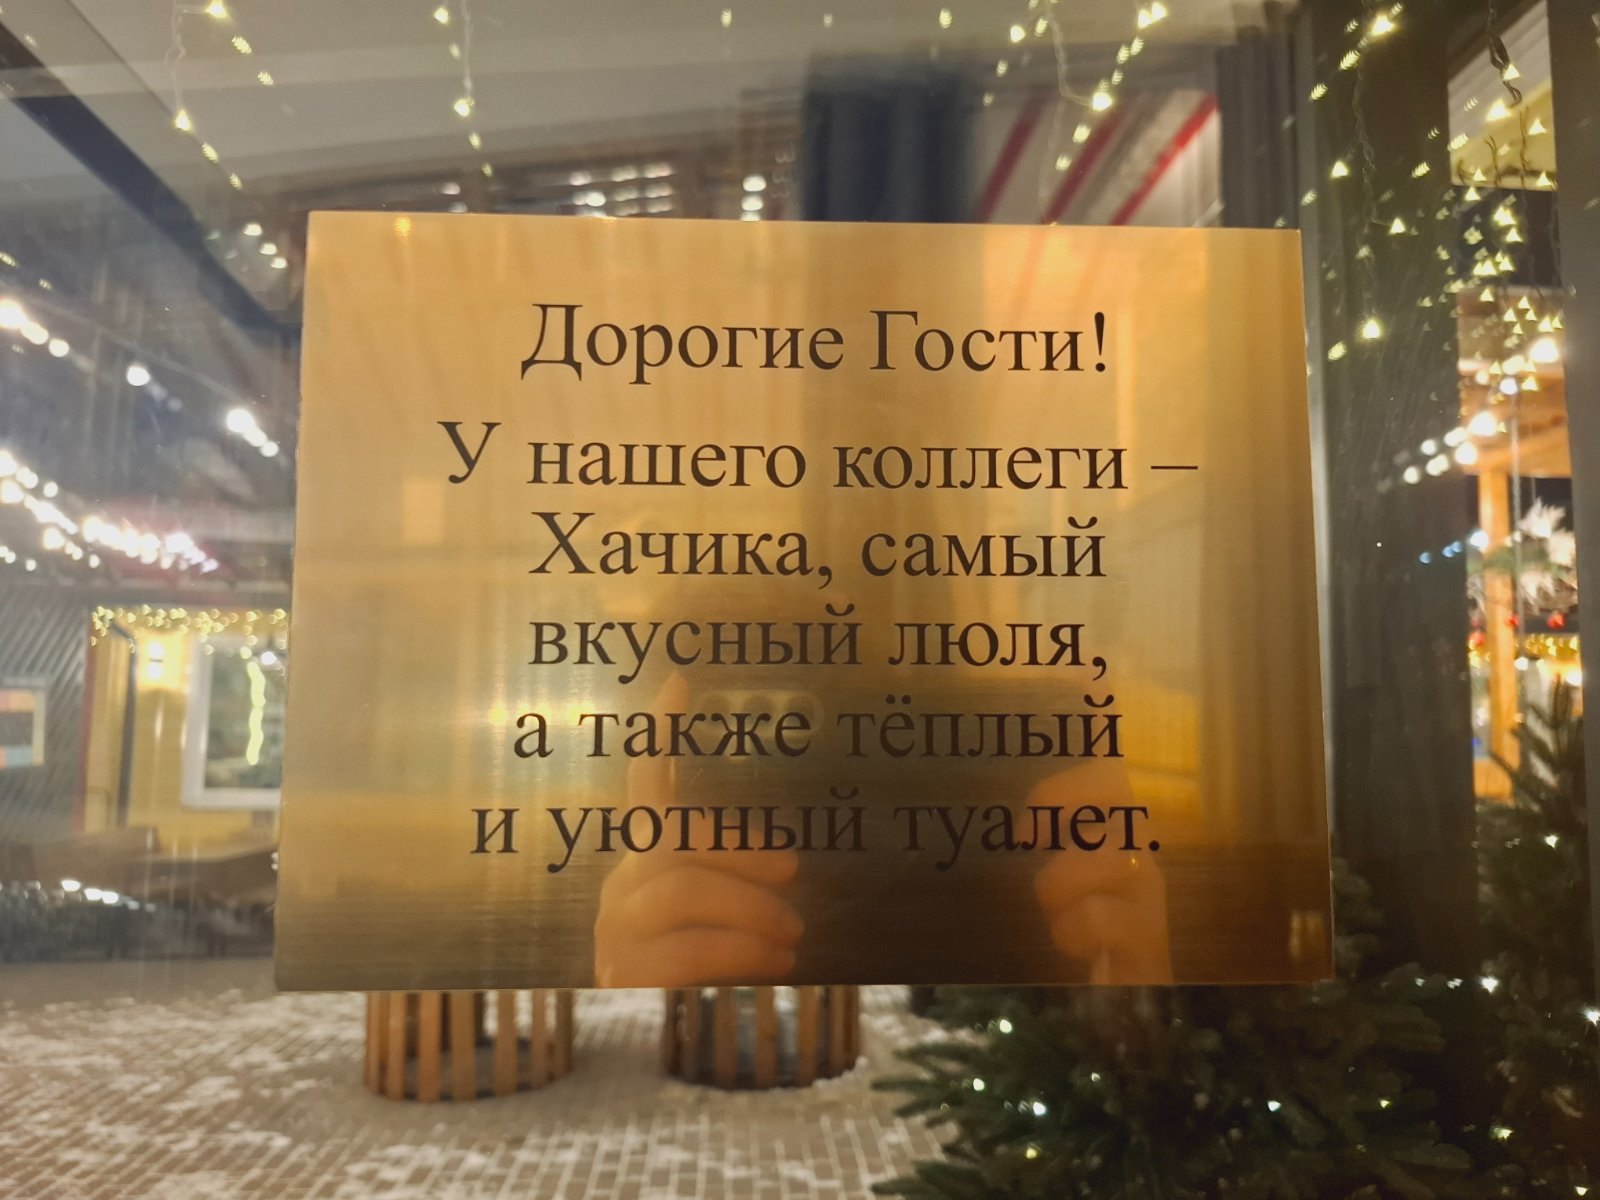 Дорогие Гости!
У нашего коллеги –
Хачика, самый
вкусный люля,
а также тёплый
и уютный туалет.